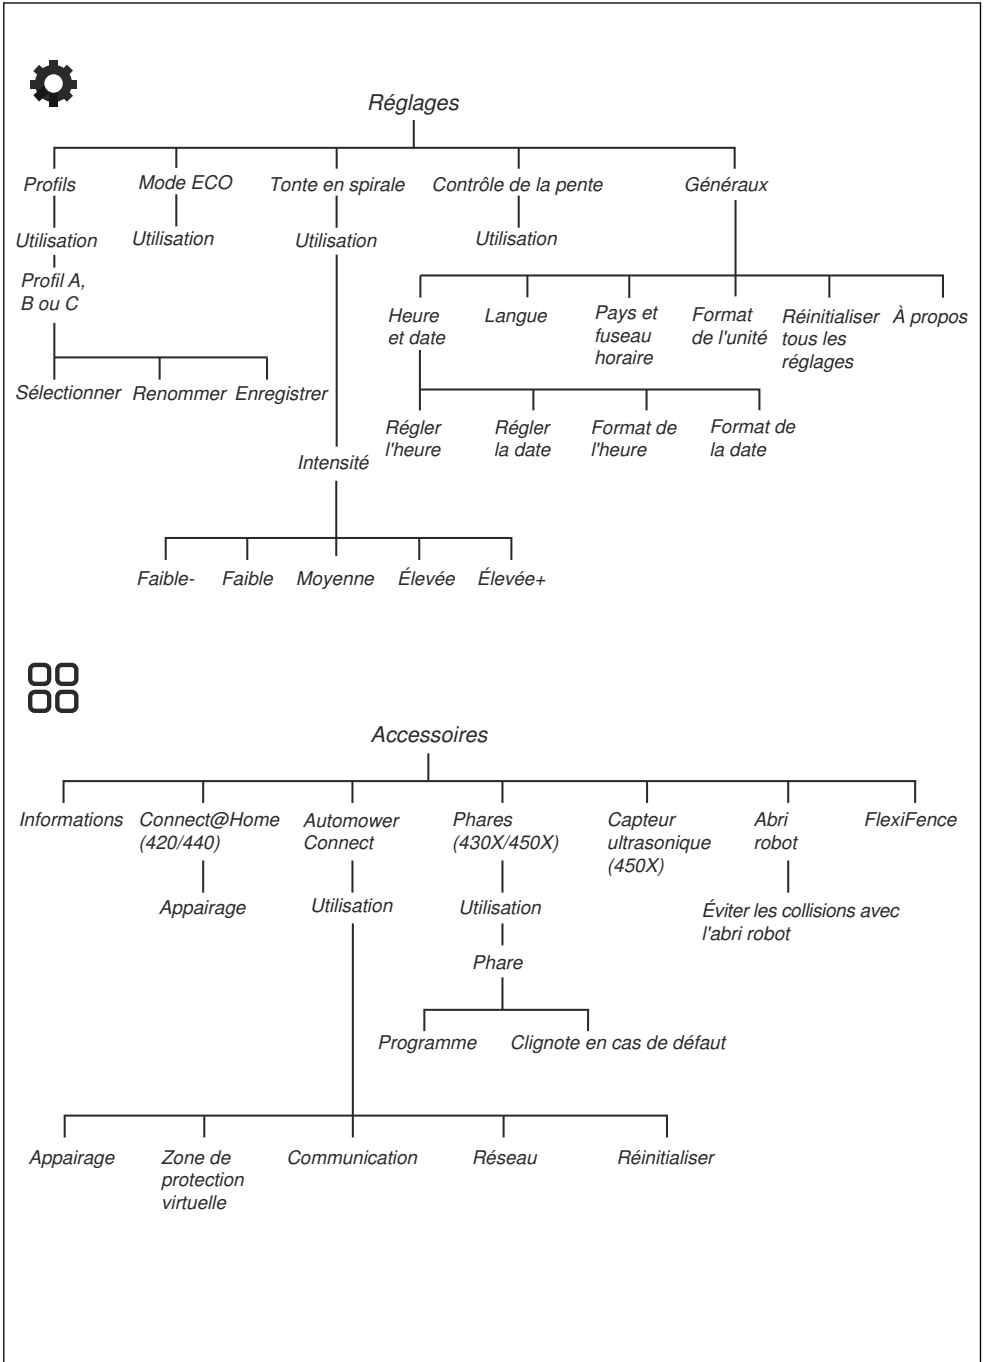 Réglages
Profils
Mode ECO
Tonte en spirale
Contrôle de la pente
Généraux
Utilisation
Utilisation
Utilisation
Utilisation
Profil A,
B ou C
Heure
et date
Langue
Pays et
fuseau
horaire
Format
de l'unité
Réinitialiser
tous les
réglages
À propos
Sélectionner
Renommer
Enregistrer
Régler
l'heure
Régler
la date
Format de
l'heure
Format de
la date
Intensité
Faible-
Faible
Moyenne
Élevée
Élevée+
Accessoires
Informations
Connect@Home
(420/440)
Automower
Connect
Phares
(430X/450X)
Capteur
ultrasonique
(450X)
Abri
robot
FlexiFence
Appairage
Utilisation
Utilisation
Éviter les collisions avec
l'abri robot
Phare
Programme
Clignote en cas de défaut
Appairage
Zone de
protection
virtuelle
Communication
Réseau
Réinitialiser